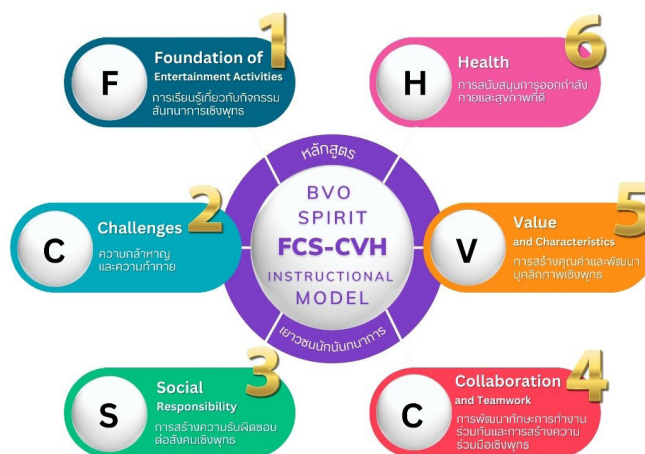 1
F
Foundation of
Entertainment Activities
การเรียนรู้เกี่ยวกับกิจกรรม
สันทนาการเชิงพุทธ
2
C
Challenges
ความกล้าหาญ
และความท้าทาย
3
S
Social
Responsibility
การสร้างความรับผิดชอบ
ต่อสังคมเชิงพุทธ
หลักสูตร
BVO
SPIRIT
FCS-CVH
INSTRUCTIONAL
MODEL
เยาวชนนักนันทนาการ
6
H
Health
การสนับสนุนการออกกำลัง
กายและสุขภาพที่ดี
5
V
Value
and Characteristics
การสร้างคุณค่าและพัฒนา
บุคลิกภาพเชิงพุทธ
4
C
Collaboration
and Teamwork
การพัฒนาทักษะการทำงาน
ร่วมกันและการสร้างความ
ร่วมมือเชิงพุทธ